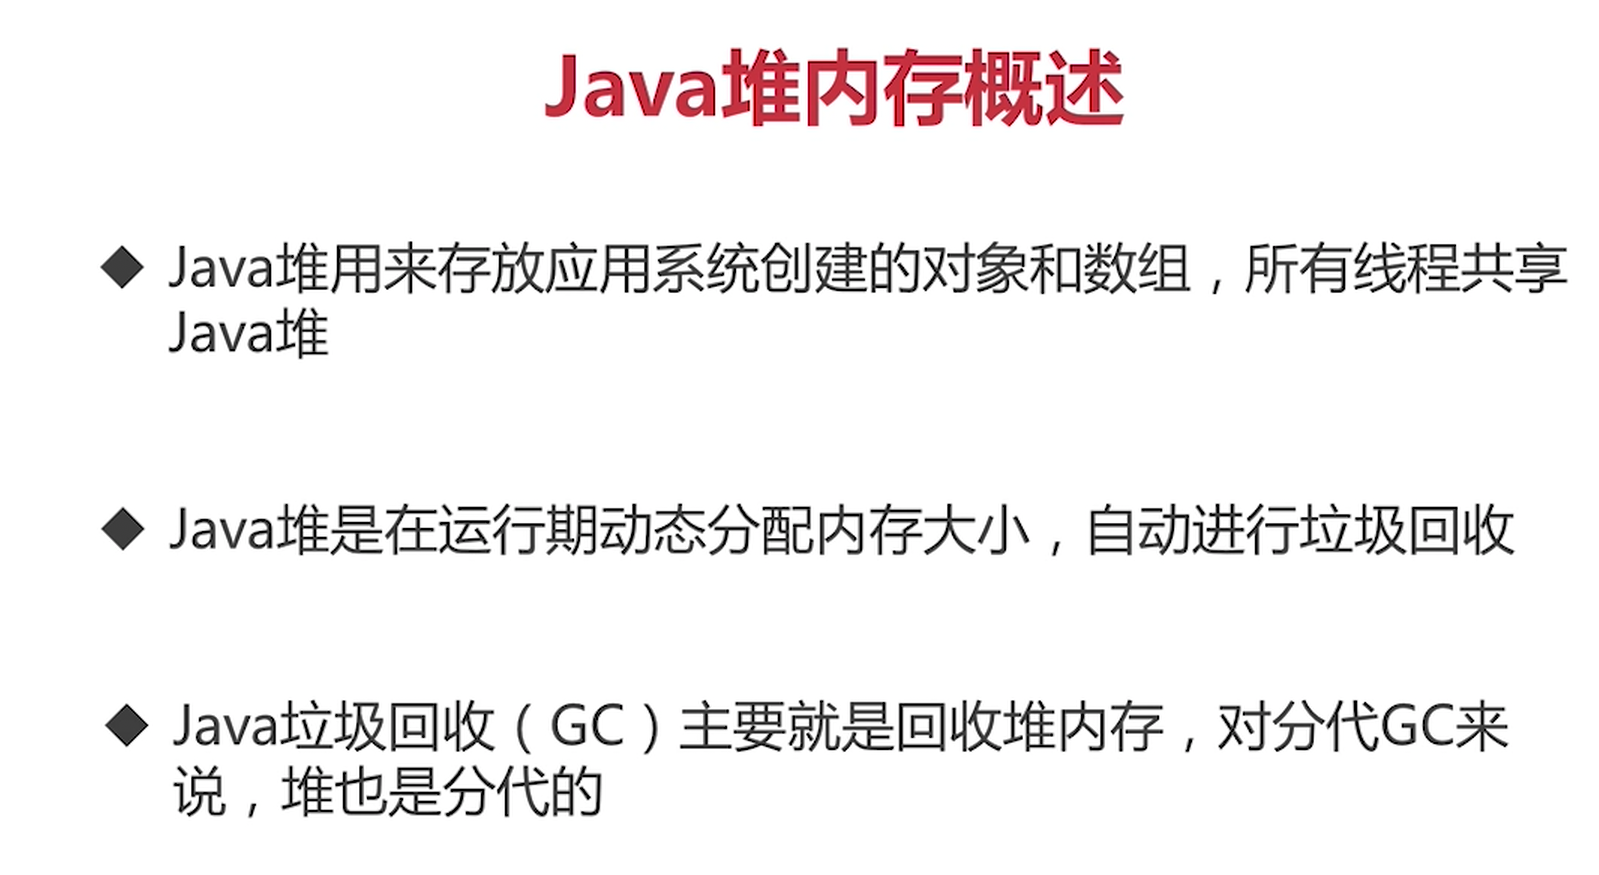 Java堆内存概述
◆ Java堆用来存放应用系统创建的对象和数组，所有线程共享
Java堆
◆ Java堆是在运行期动态分配内存大小，自动进行垃圾回收
◆ Java垃圾回收（GC）主要就是回收堆内存，对分代GC来
说，堆也是分代的